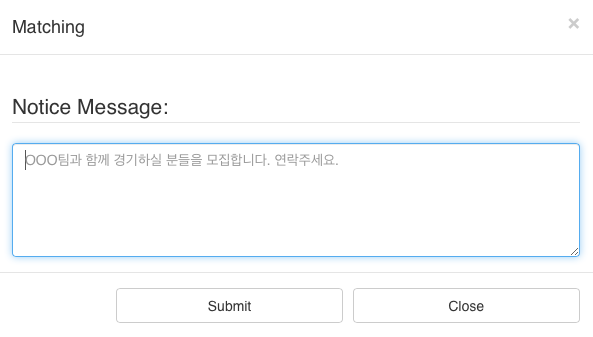 Matching
×
Notice Message:
OOO팀과 함께 경기하실 분들을 모집합니다. 연락주세요.
Submit
Close